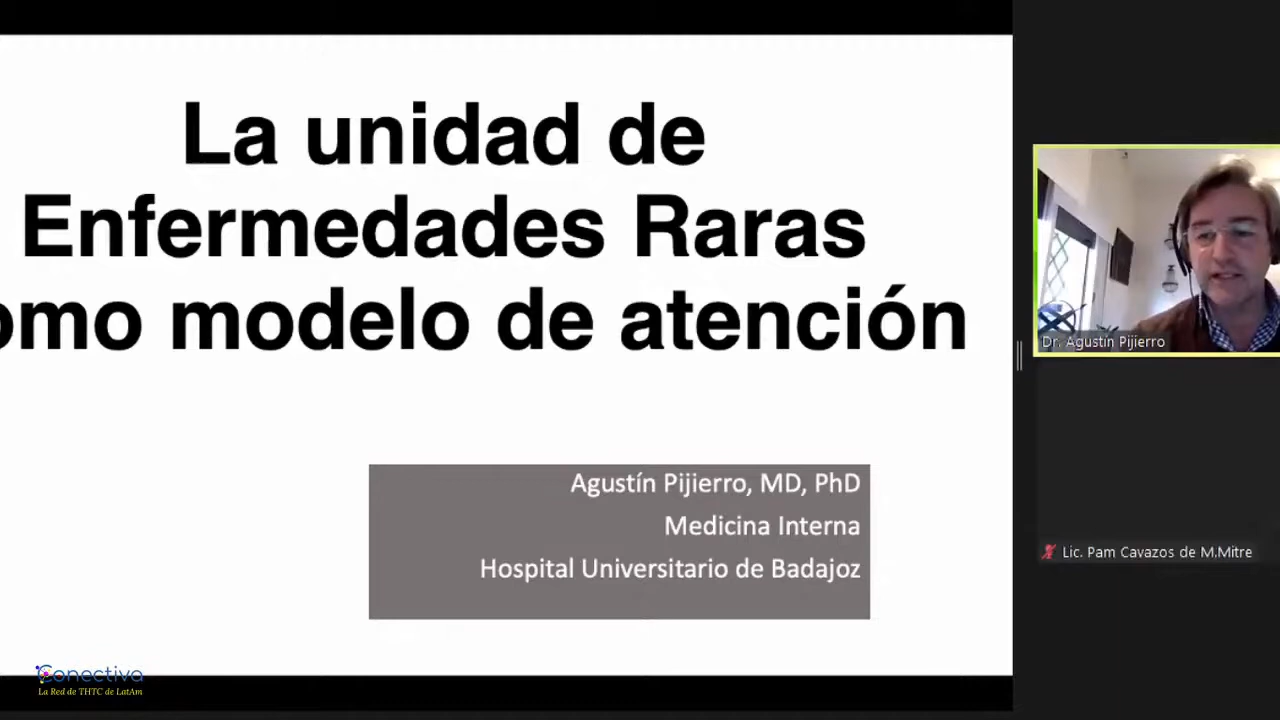 La unidad de
Enfermedades Raras
omo modelo de atención
Agustín Pijierro, MD, PhD
Medicina Interna
Hospital Universitario de Badajoz
Dr. Agustín Pijierro
Lic. Pam Cavazos de M.Mitre
Conectiva
La Red de THTC de LatAm